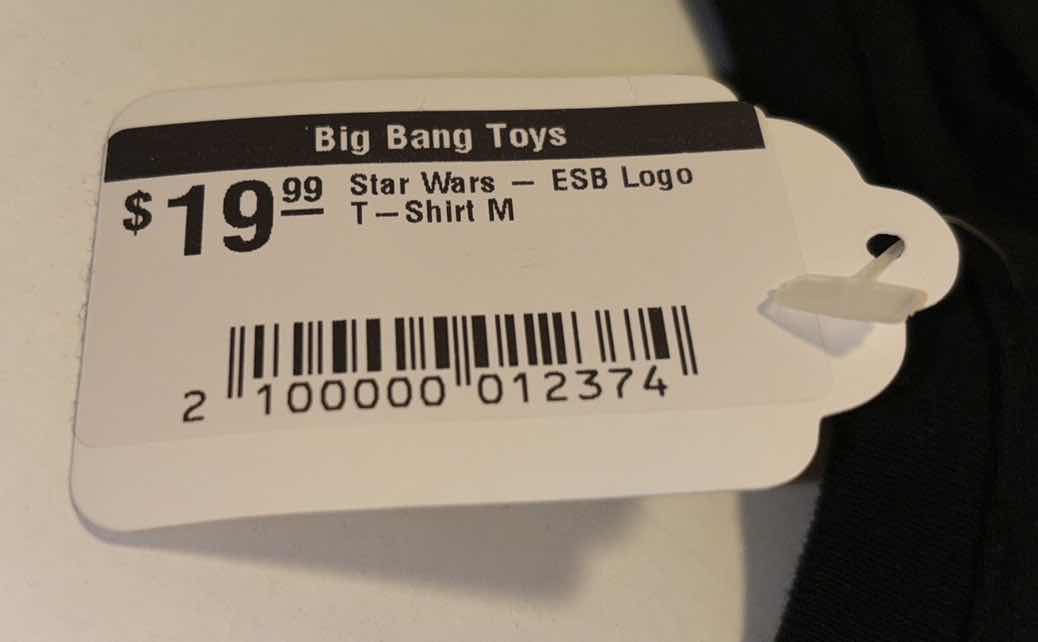 Big Bang Toys
$19.99 Star Wars — ESB Logo
T-Shirt M
2 100000 012374